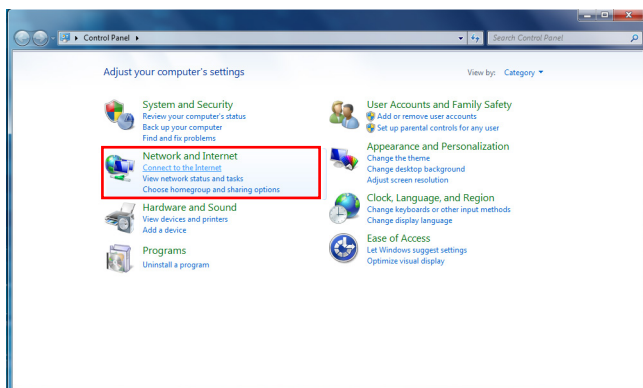 Control Panel
Search Control Panel
Adjust your computer's settings
View by: Category
System and Security
Review your computer's status
Back up your computer
Find and fix problems
Network and Internet
Connect to the Internet
View network status and tasks
Choose homegroup and sharing options
Hardware and Sound
View devices and printers
Add a device
Programs
Uninstall a program
User Accounts and Family Safety
Add or remove user accounts
Set up parental controls for any user
Appearance and Personalization
Change the theme
Change desktop background
Adjust screen resolution
Clock, Language, and Region
Change keyboards or other input methods
Change display language
Ease of Access
Let Windows suggest settings
Optimize visual display